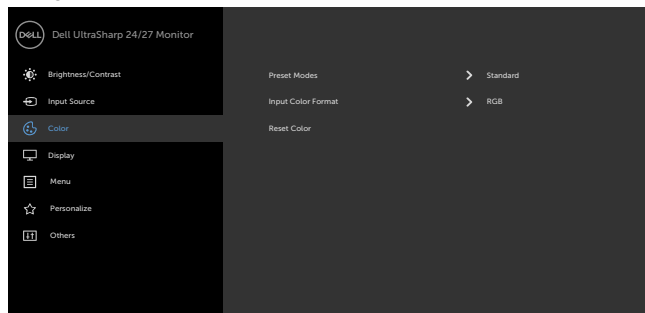 DELL Dell UltraSharp 24/27 Monitor
Brightness/Contrast Preset Modes Standard
Input Source Input Color Format RGB
Color Reset Color
Display
Menu
Personalize
Others